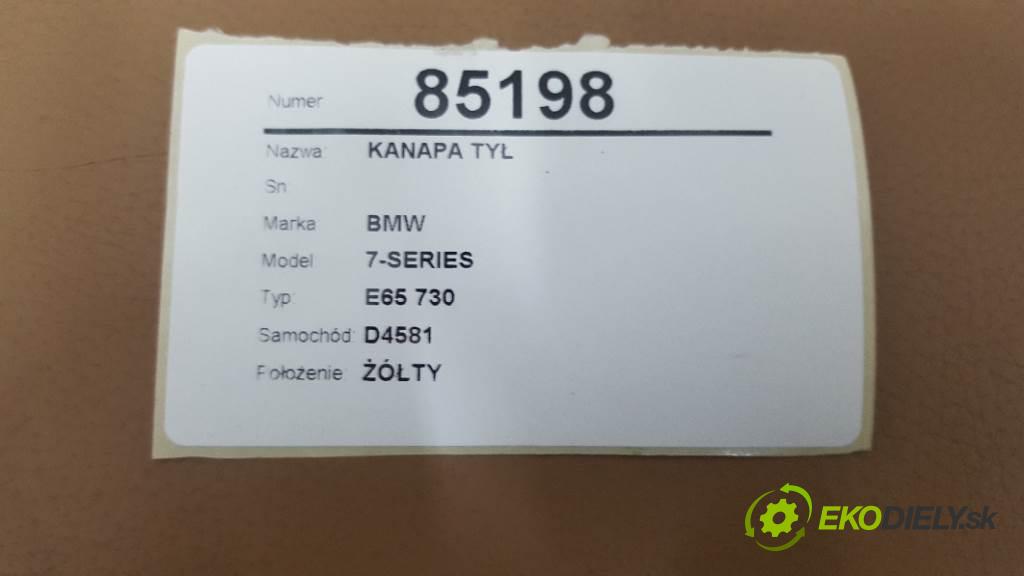 Numer 85198
Nazwa: KANAPA TYŁ
Sn
Marka BMW
Model 7-SERIES
Typ: E65 730
Samochód: D4581
Położenie ŻÓŁTY
EKODIELY.sk